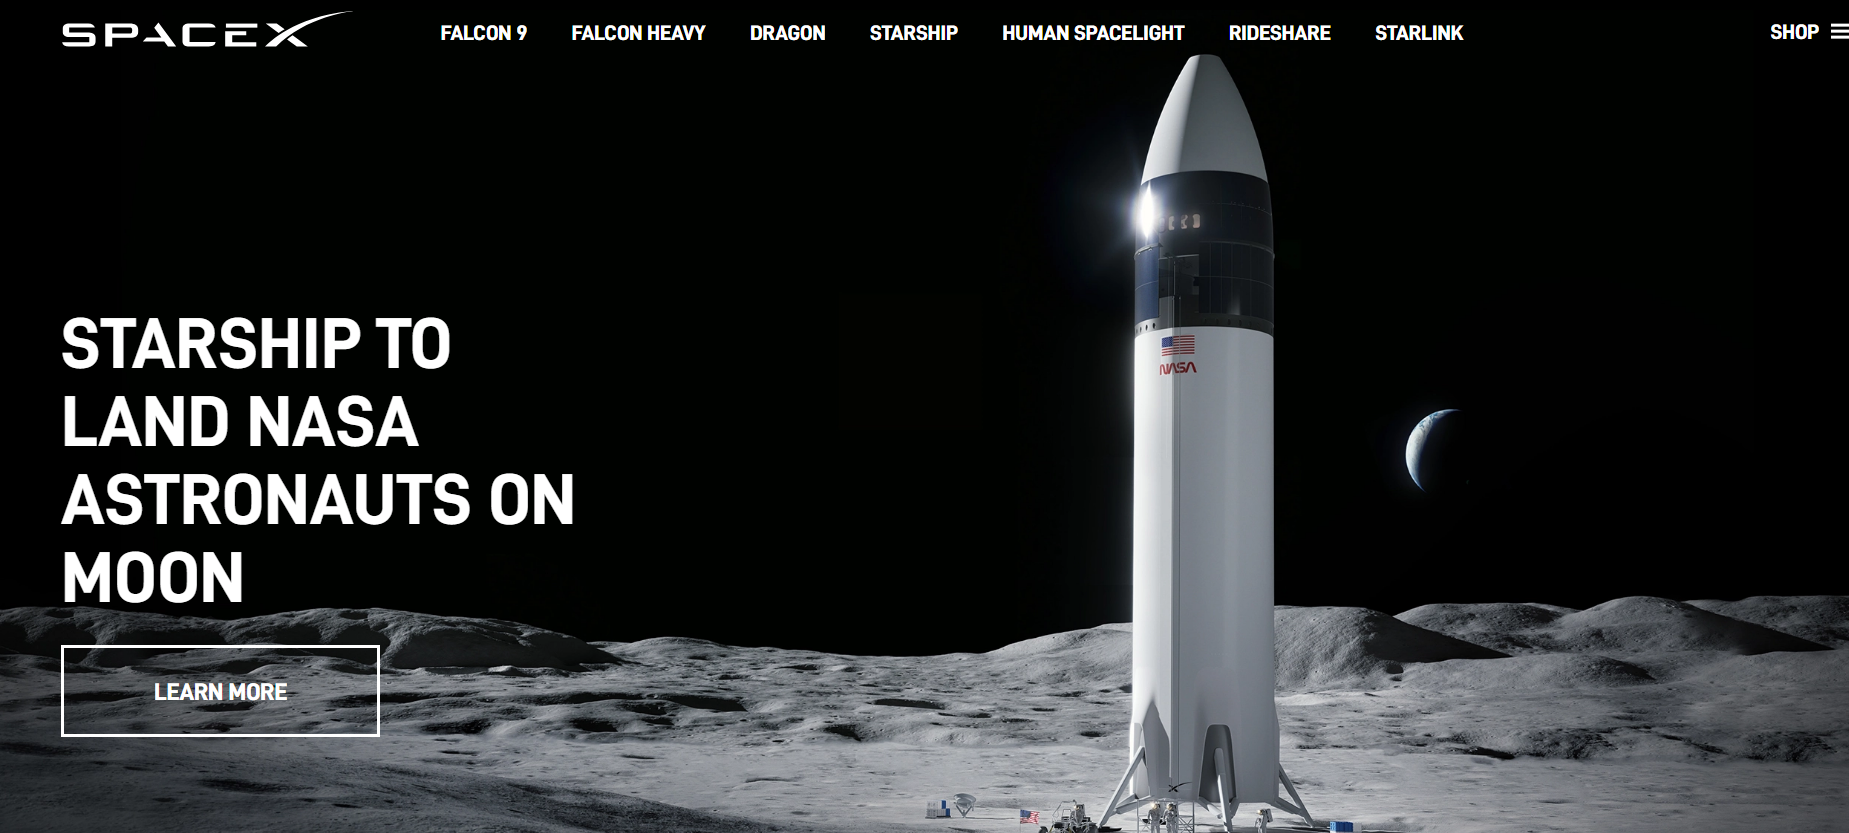 SPACEX
FALCON 9 FALCON HEAVY DRAGON STARSHIP HUMAN SPACELIGHT RIDESHARE STARLINK SHOP
STARSHIP TO
LAND NASA
ASTRONAUTS ON
MOON
LEARN MORE
NASA